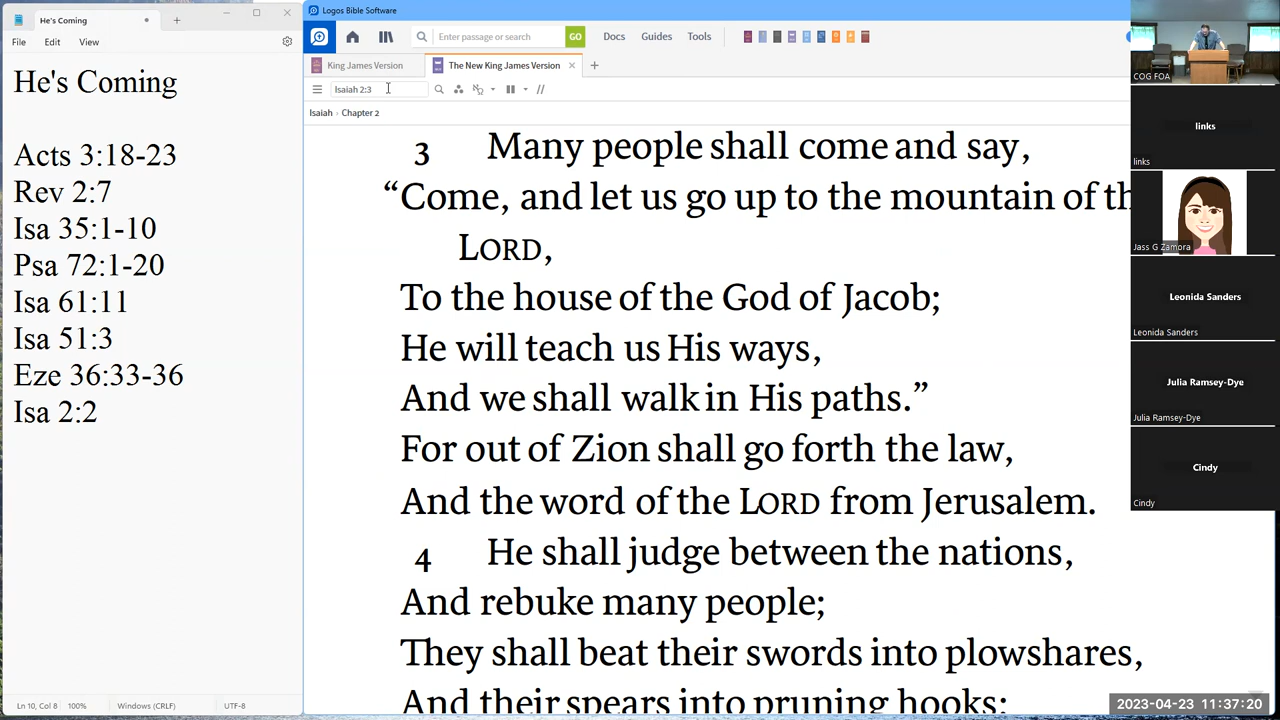 He's Coming
File Edit View
He's Coming
Acts 3:18-23
Rev 2:7
Isa 35:1-10
Psa 72:1-20
Isa 61:11
Isa 51:3
Eze 36:33-36
Isa 2:2
Ln 10, Col 8 100% Windows (CRLF) UTF-8
Logos Bible Software
Enter passage or search GO Docs Guides Tools
King James Version The New King James Version
Isaiah 2:3
Isaiah › Chapter 2
3 Many people shall come and say,
“Come, and let us go up to the mountain of th
LORD,
To the house of the God of Jacob;
He will teach us His ways,
And we shall walk in His paths.”
For out of Zion shall go forth the law,
And the word of the LORD from Jerusalem.
4 He shall judge between the nations,
And rebuke many people;
They shall beat their swords into plowshares,
And their spears into pruning hooks;
COG FOA
links
links
Jass G Zamora
Leonida Sanders
Leonida Sanders
Julia Ramsey-Dye
Julia Ramsey-Dye
Cindy
Cindy
2023-04-23 11:37:20